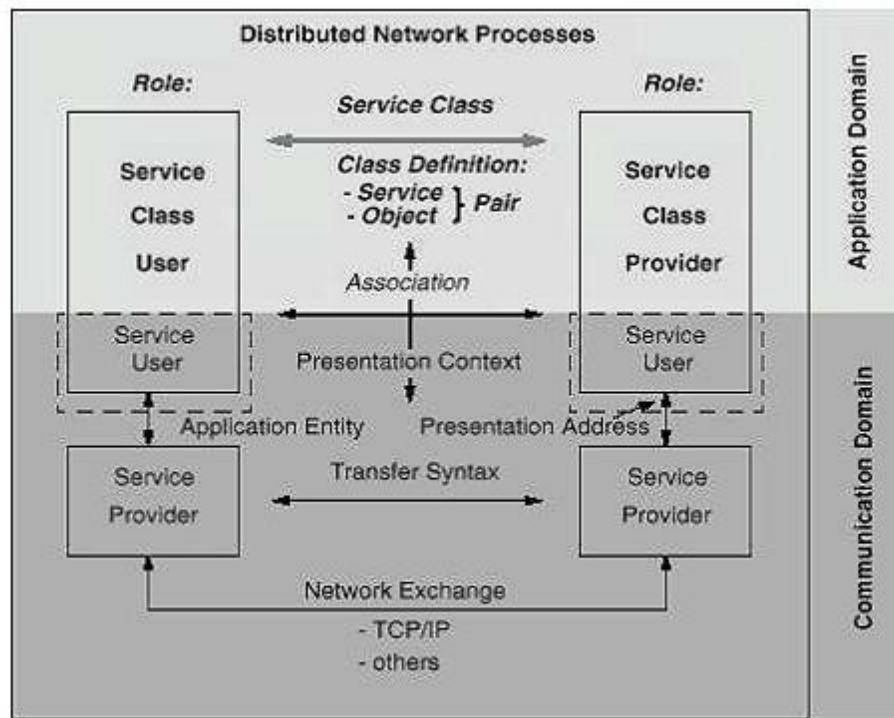 Distributed Network Processes
Role:
Service Class
Role:
Service
Class
User
Class Definition:
- Service
- Object
} Pair
Service
Class
Provider
Association
Service
User
Presentation Context
Service
User
Application Entity
Presentation Address
Service
Provider
Transfer Syntax
Service
Provider
Network Exchange
- TCP/IP
- others
Application Domain
Communication Domain